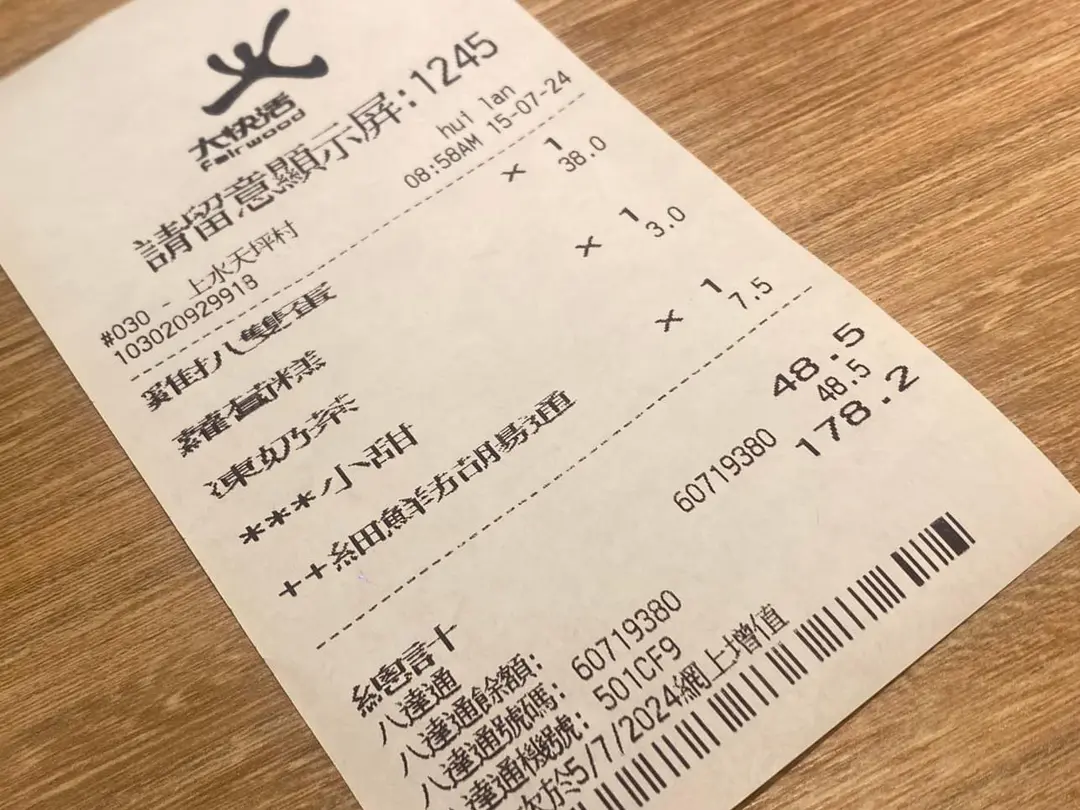 大快活
Fairwood
請留意顯示屏:1245
hui lan
#030 - 上水天坪村 08:58AM 15-07-24
103020929918
雞扒雙蛋 × 1
38.0
蘿蔔糕 × 1
3.0
凍奶茶 × 1
7.5
***小甜
++細鮮茄胡腸通
總計 48.5
八達通 60719380 48.5
八達通餘額: 178.2
八達通號碼: 60719380
八達通機號: 501CF9
次於5/7/2024網上增值